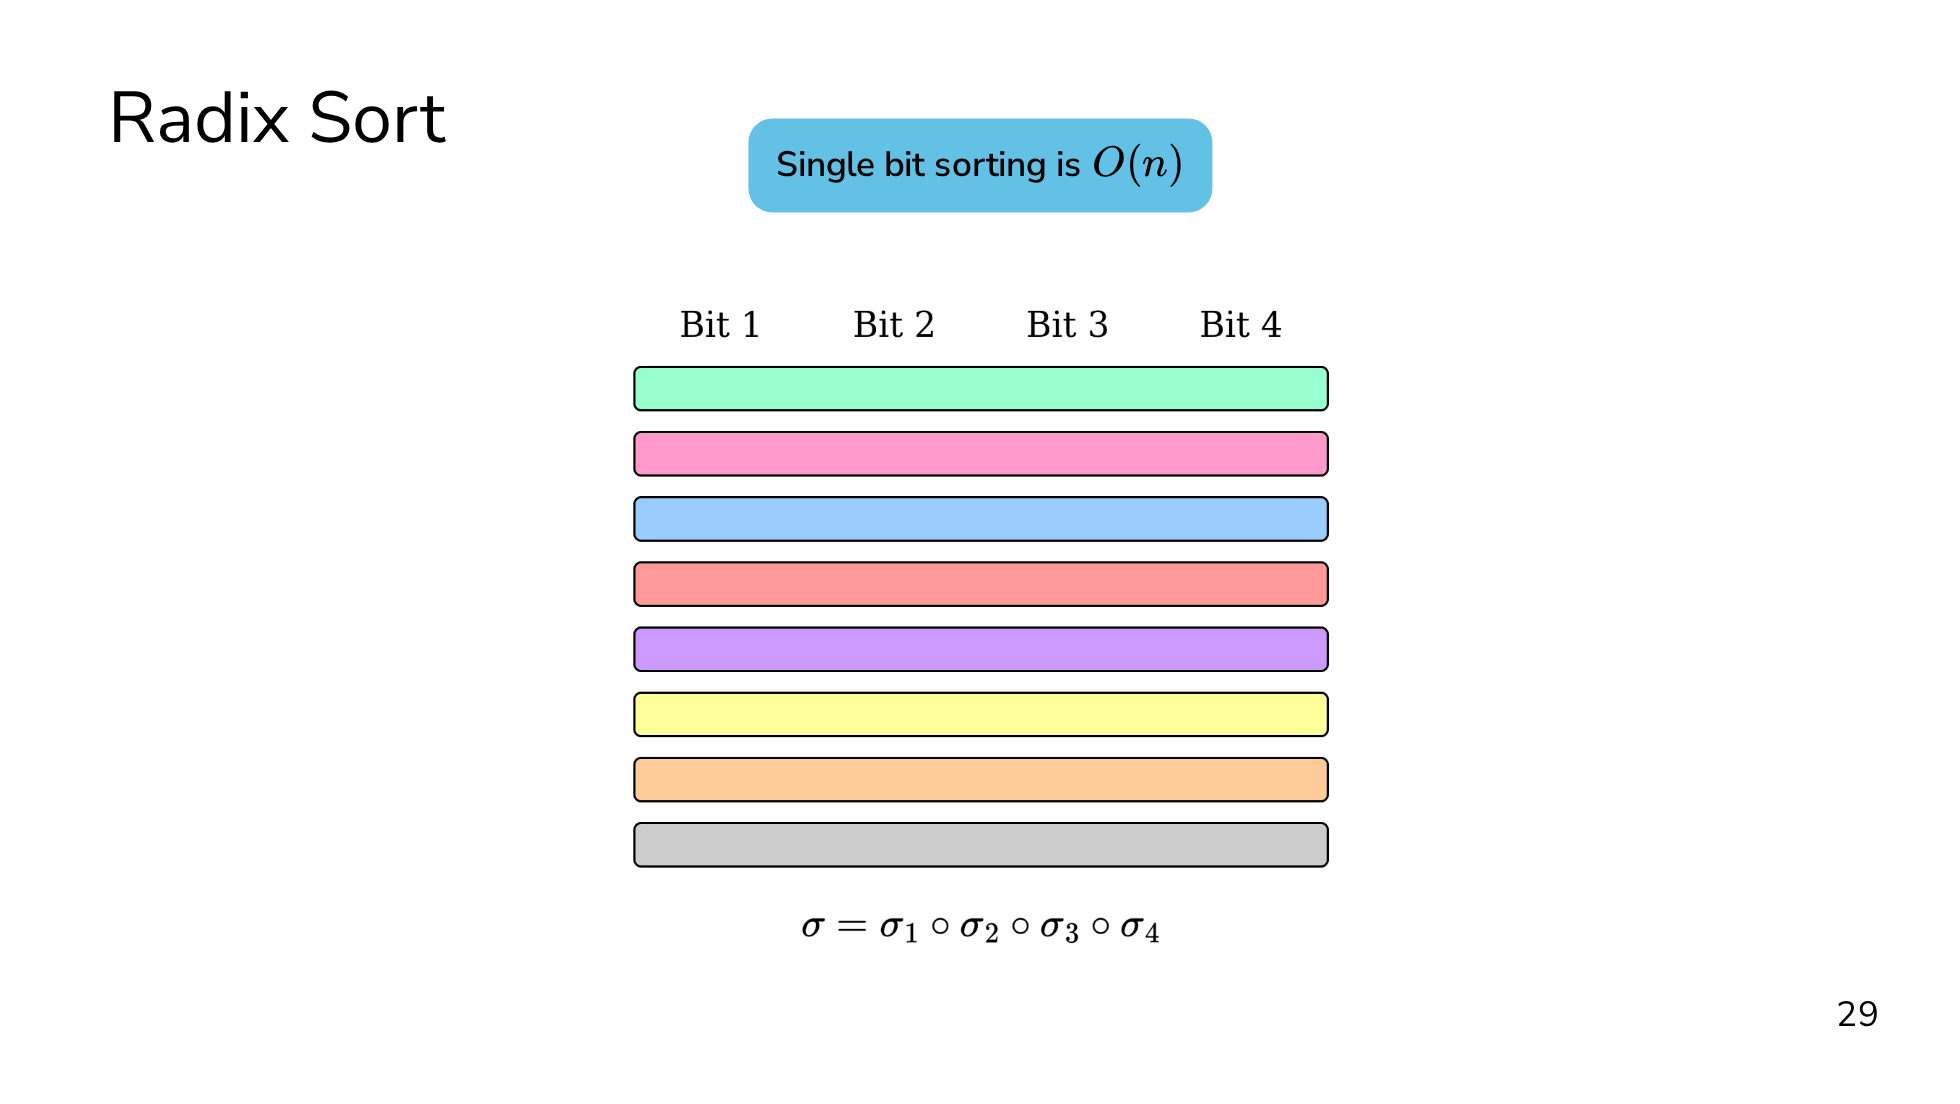 Radix Sort
Single bit sorting is O(n)
Bit 1 Bit 2 Bit 3 Bit 4
σ = σ₁ ∘ σ₂ ∘ σ₃ ∘ σ₄
29